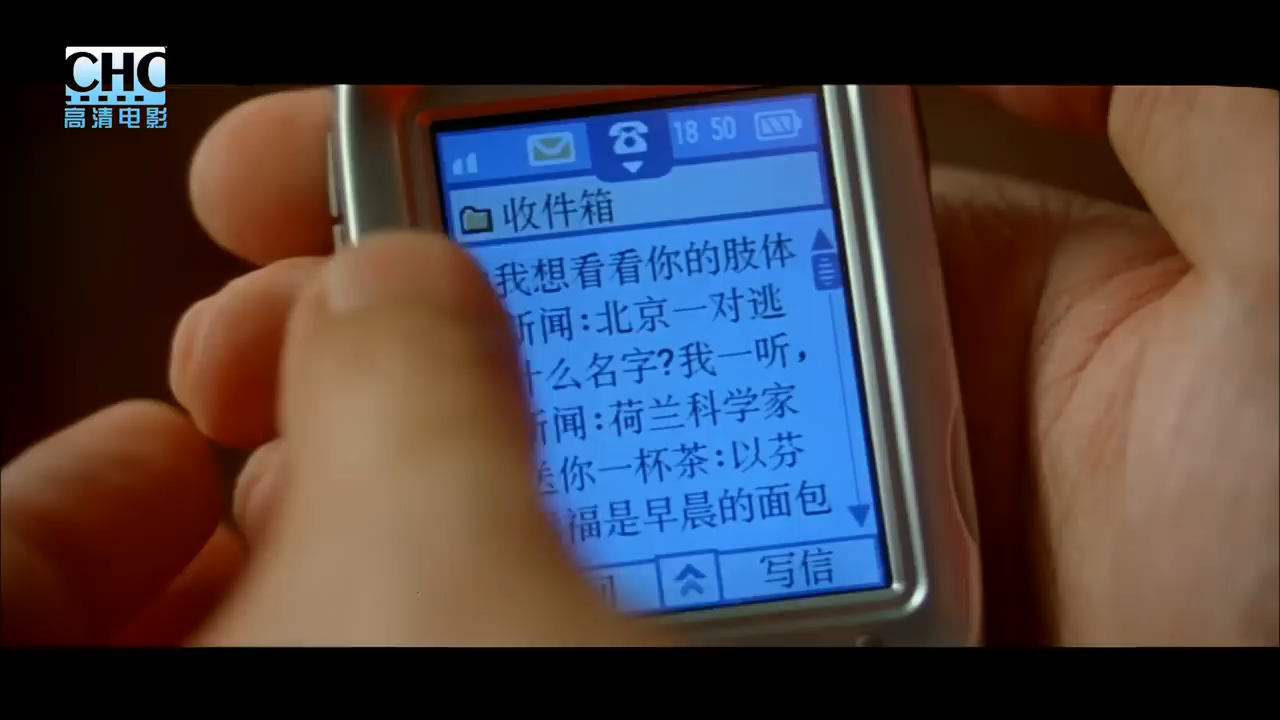 CHC
高清电影
18 50
收件箱
我想看看你的肢体
新闻:北京一对逃
什么名字?我一听,
新闻:荷兰科学家
送你一杯茶:以芬
福是早晨的面包
写信